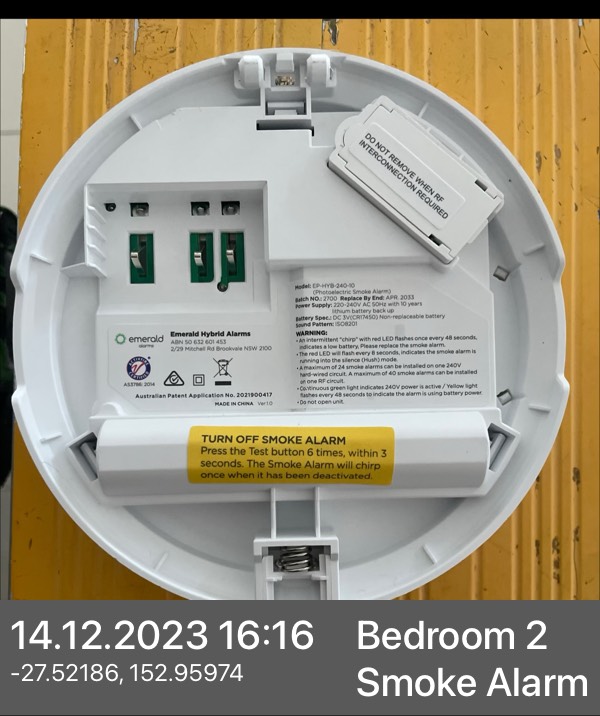 DO NOT REMOVE WHEN RF
INTERCONNECTION REQUIRED
Model: EP-HYB-240-10
(Photoelectric Smoke Alarm)
Batch NO.: 2700 Replace By End: APR, 2033
Power Supply: 220-240V AC 50Hz with 10 years
lithium battery back up
Battery Spec.: DC 3V(CR17450) Non-replaceable battery
Sound Pattern: ISO8201
WARNING:
• An intermittent "chirp" with red LED flashes once every 48 seconds,
indicates a low battery, Please replace the smoke alarm.
• The red LED will flash every 8 seconds, indicates the smoke alarm is
running into the silence (Hush) mode.
• A maximum of 24 smoke alarms can be installed on one 240V
hard-wired circuit. A maximum of 40 smoke alarms can be installed
on one RF circuit.
• Continuous green light indicates 240V power is active / Yellow light
flashes every 48 seconds to indicate the alarm is using battery power.
• Do not open unit.
emerald
alarms
Emerald Hybrid Alarms
ABN 50 632 601 453
2/29 Mitchell Rd Brookvale NSW 2100
AS3786: 2014
Australian Patent Application No. 2021900417
MADE IN CHINA Ver1.0
TURN OFF SMOKE ALARM
Press the Test button 6 times, within 3
seconds. The Smoke Alarm will chirp
once when it has been deactivated.
14.12.2023 16:16
-27.52186, 152.95974
Bedroom 2
Smoke Alarm